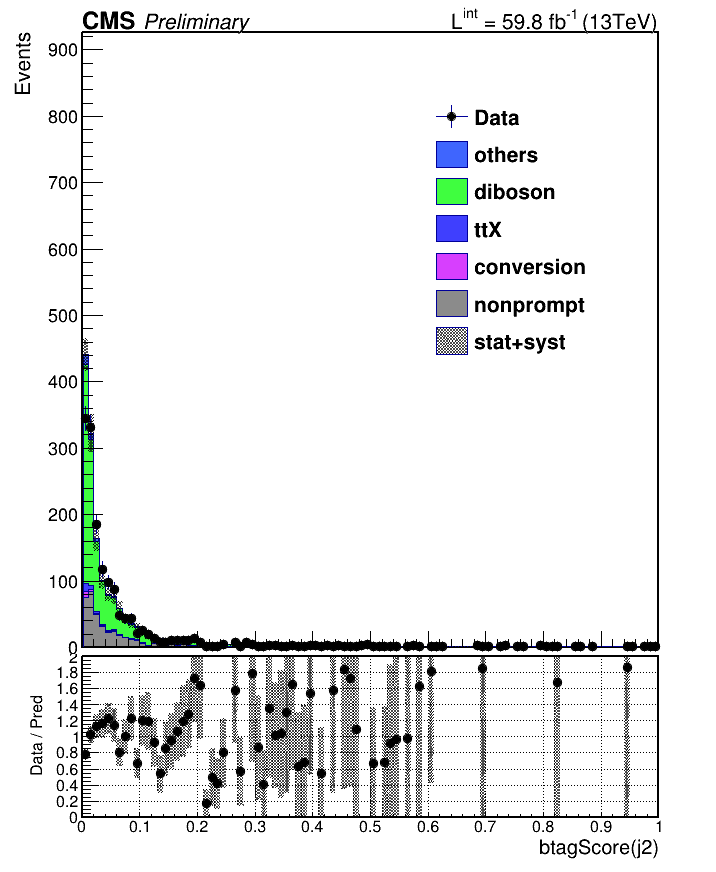 CMS Preliminary
L^int = 59.8 fb^-1 (13TeV)
Events
900
800
700
600
500
400
300
200
100
0
Data
others
diboson
ttX
conversion
nonprompt
stat+syst
Data / Pred
2
1.8
1.6
1.4
1.2
1
0.8
0.6
0.4
0.2
0
0 0.1 0.2 0.3 0.4 0.5 0.6 0.7 0.8 0.9 1
btagScore(j2)